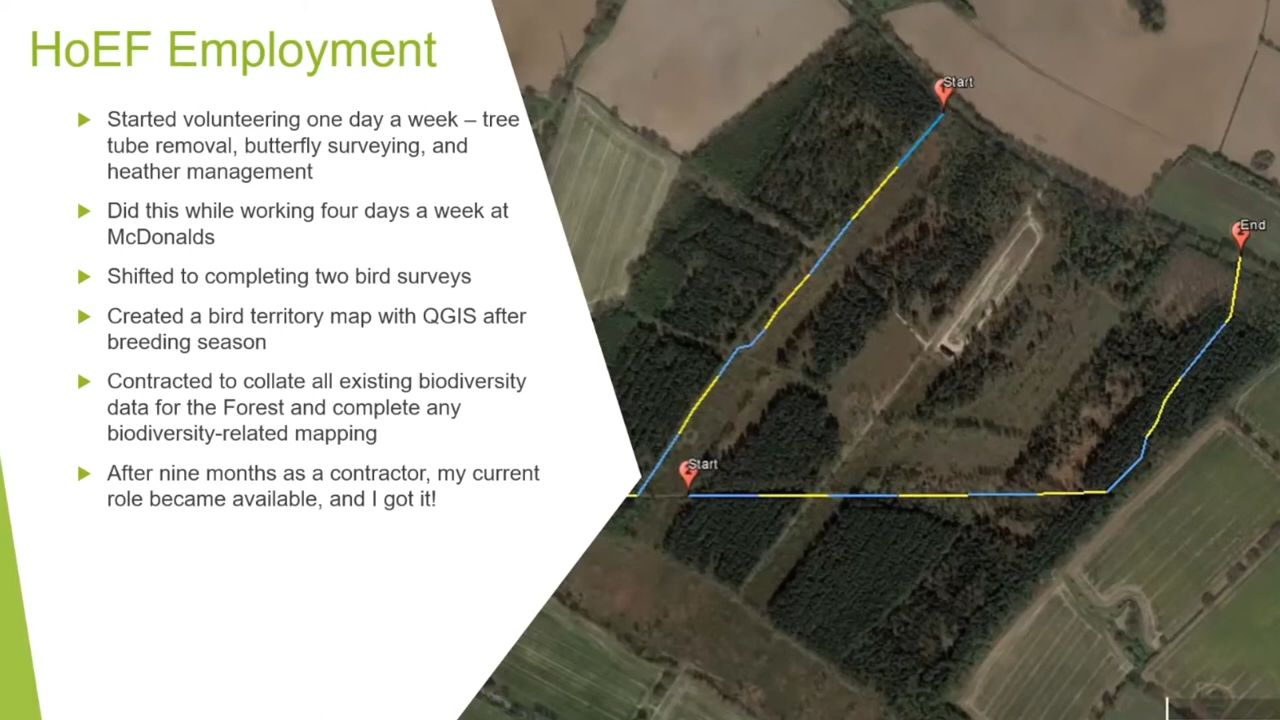 HoEF Employment
Started volunteering one day a week – tree
tube removal, butterfly surveying, and
heather management
Did this while working four days a week at
McDonalds
Shifted to completing two bird surveys
Created a bird territory map with QGIS after
breeding season
Contracted to collate all existing biodiversity
data for the Forest and complete any
biodiversity-related mapping
After nine months as a contractor, my current
role became available, and I got it!
Start
End
Start